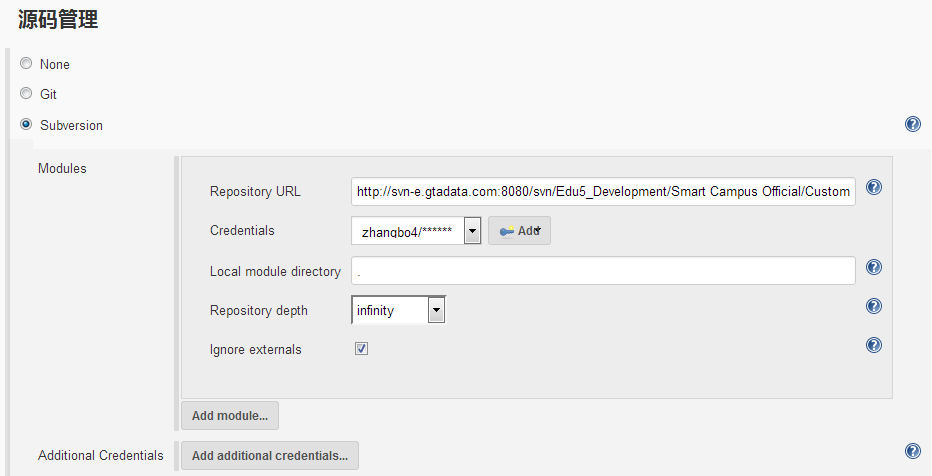 源码管理
None
Git
Subversion
Modules
Repository URL http://svn-e.gtadata.com:8080/svn/Edu5_Development/Smart Campus Official/Custom
Credentials zhangbo4/****** Add
Local module directory .
Repository depth infinity
Ignore externals
Add module...
Additional Credentials Add additional credentials...